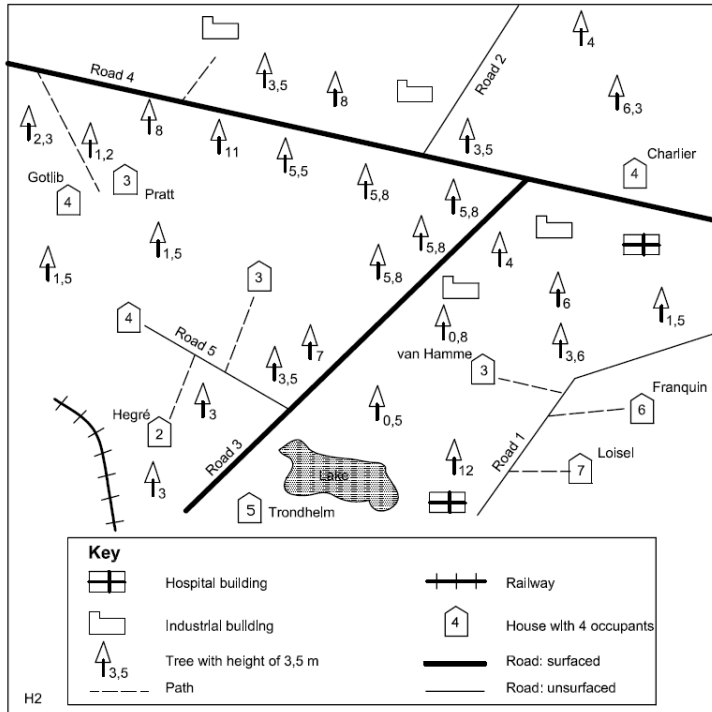 Road 4
3,5
8
Road 2
4
6,3
2,3
1,2
8
11
5,5
3,5
Charlier
4
Gotlib
4
3
Pratt
5,8
5,8
5,8
5,8
4
1,5
1,5
3
6
1,5
4
Road 5
7
3,5
0,8
3,6
van Hamme
3
Franquin
6
Hegré
2
3
0,5
Road 3
12
Road 1
Loisel
7
3
Lake
5
Trondhelm
Key
Hospital building
Railway
Industrial building
4
House with 4 occupants
3,5
Tree with height of 3,5 m
Road: surfaced
Path
Road: unsurfaced
H2